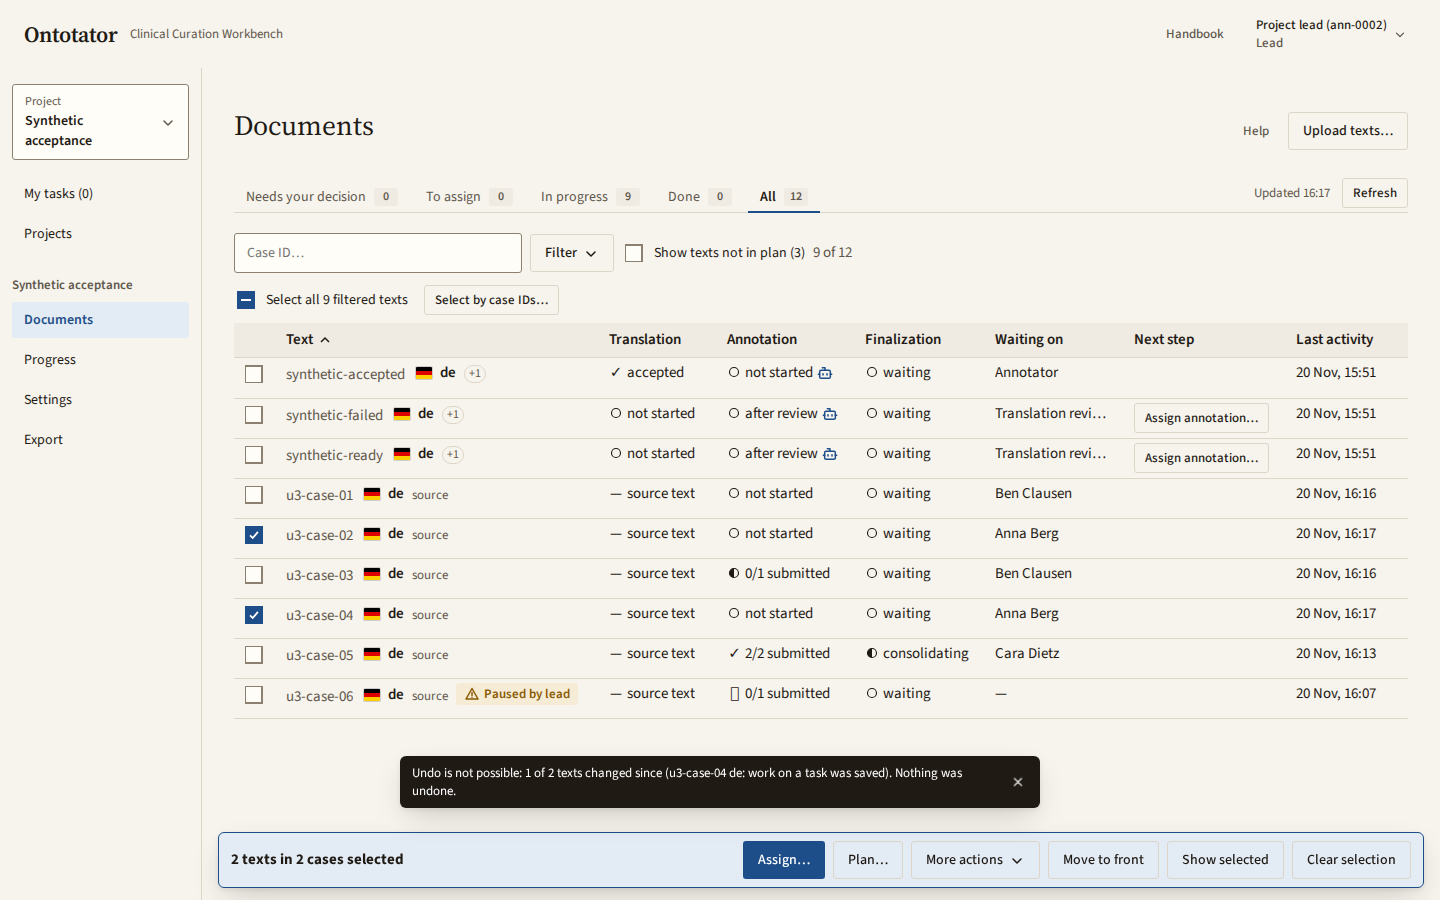 Ontotator Clinical Curation Workbench
Handbook
Project lead (ann-0002)
Lead
Project
Synthetic
acceptance
My tasks (0)
Projects
Synthetic acceptance
Documents
Progress
Settings
Export
Documents
Help
Upload texts…
Needs your decision 0 To assign 0 In progress 9 Done 0 All 12
Updated 16:17 Refresh
Case ID…
Filter
Show texts not in plan (3) 9 of 12
Select all 9 filtered texts
Select by case IDs…
Text Translation Annotation Finalization Waiting on Next step Last activity
synthetic-accepted de +1 ✓ accepted not started waiting Annotator 20 Nov, 15:51
synthetic-failed de +1 not started after review waiting Translation revi… Assign annotation… 20 Nov, 15:51
synthetic-ready de +1 not started after review waiting Translation revi… Assign annotation… 20 Nov, 15:51
u3-case-01 de source — source text not started waiting Ben Clausen 20 Nov, 16:16
u3-case-02 de source — source text not started waiting Anna Berg 20 Nov, 16:17
u3-case-03 de source — source text 0/1 submitted waiting Ben Clausen 20 Nov, 16:16
u3-case-04 de source — source text not started waiting Anna Berg 20 Nov, 16:17
u3-case-05 de source — source text ✓ 2/2 submitted consolidating Cara Dietz 20 Nov, 16:13
u3-case-06 de source Paused by lead — source text 0/1 submitted waiting — 20 Nov, 16:07
Undo is not possible: 1 of 2 texts changed since (u3-case-04 de: work on a task was saved). Nothing was
undone.
2 texts in 2 cases selected
Assign… Plan… More actions Move to front Show selected Clear selection